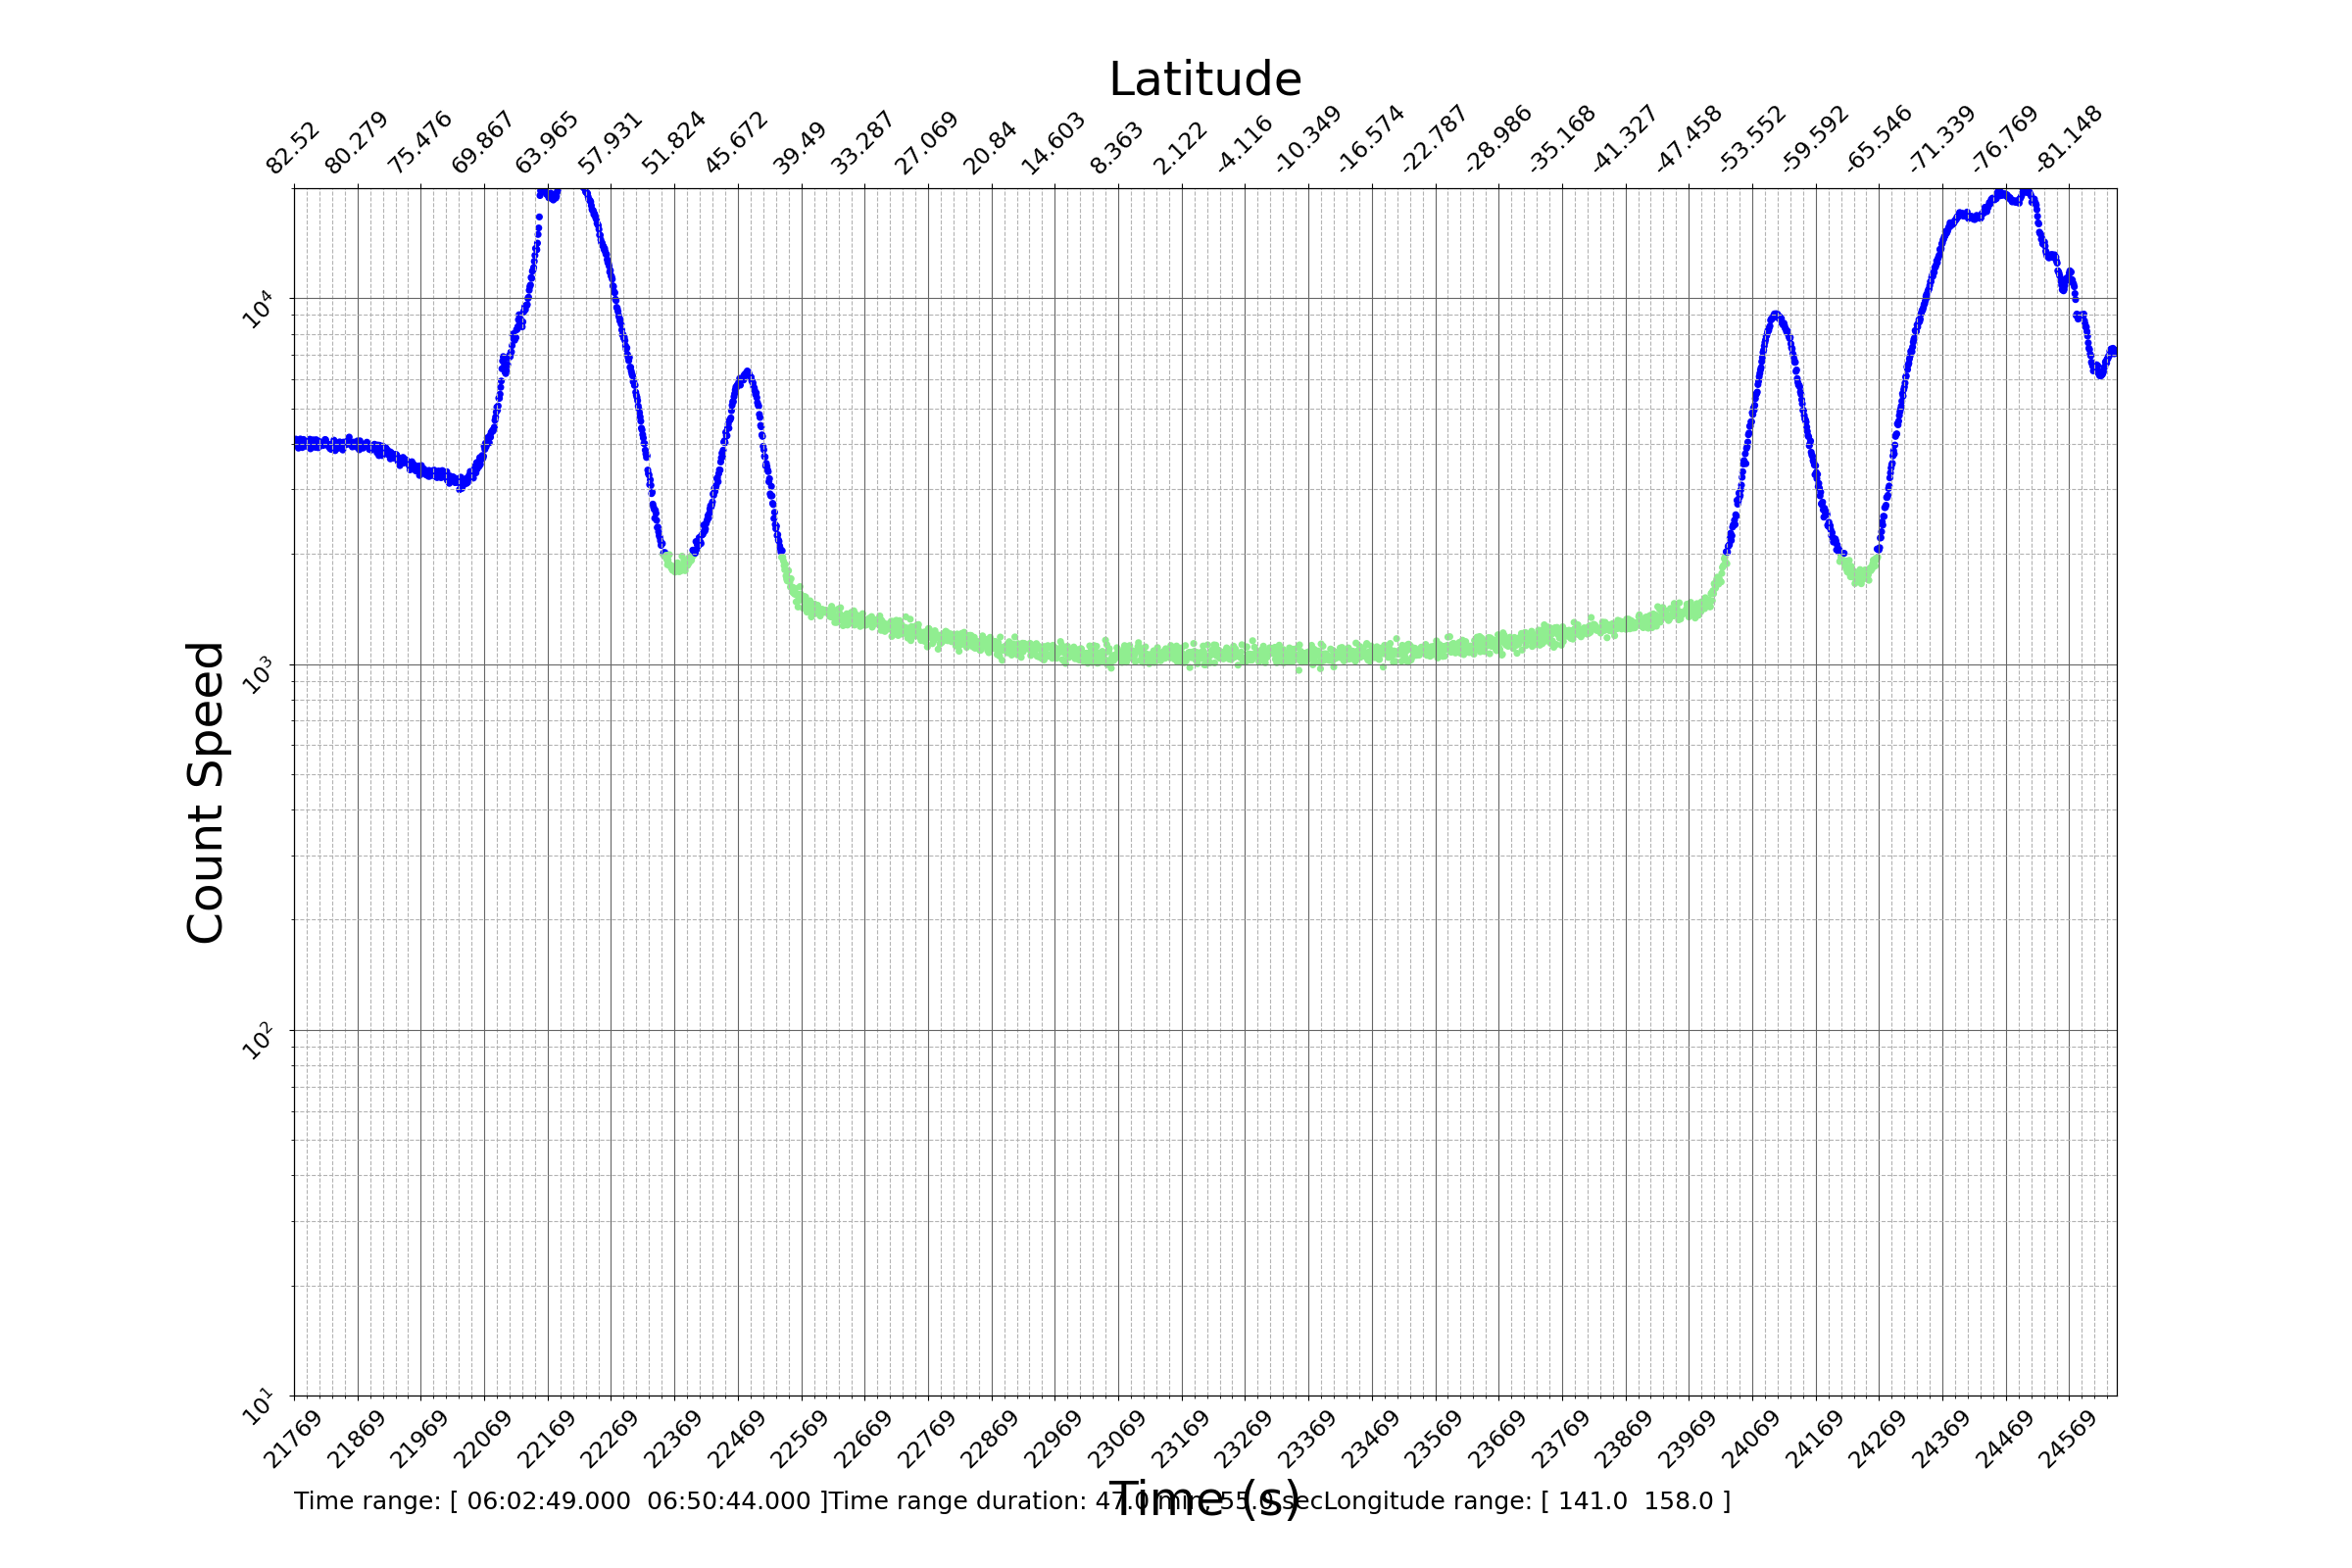 Latitude
82.52 80.279 75.476 69.867 63.965 57.931 51.824 45.672 39.49 33.287 27.069 20.84 14.603 8.363 2.122 -4.116 -10.349 -16.574 -22.787 -28.986 -35.168 -41.327 -47.458 -53.552 -59.592 -65.546 -71.339 -76.769 -81.148
Count Speed
10⁴
10³
10²
10¹
21769 21869 21969 22069 22169 22269 22369 22469 22569 22669 22769 22869 22969 23069 23169 23269 23369 23469 23569 23669 23769 23869 23969 24069 24169 24269 24369 24469 24569
Time (s)
Time range: [ 06:02:49.000  06:50:44.000 ]Time range duration: 47.0 min, 55.0 secLongitude range: [ 141.0  158.0 ]